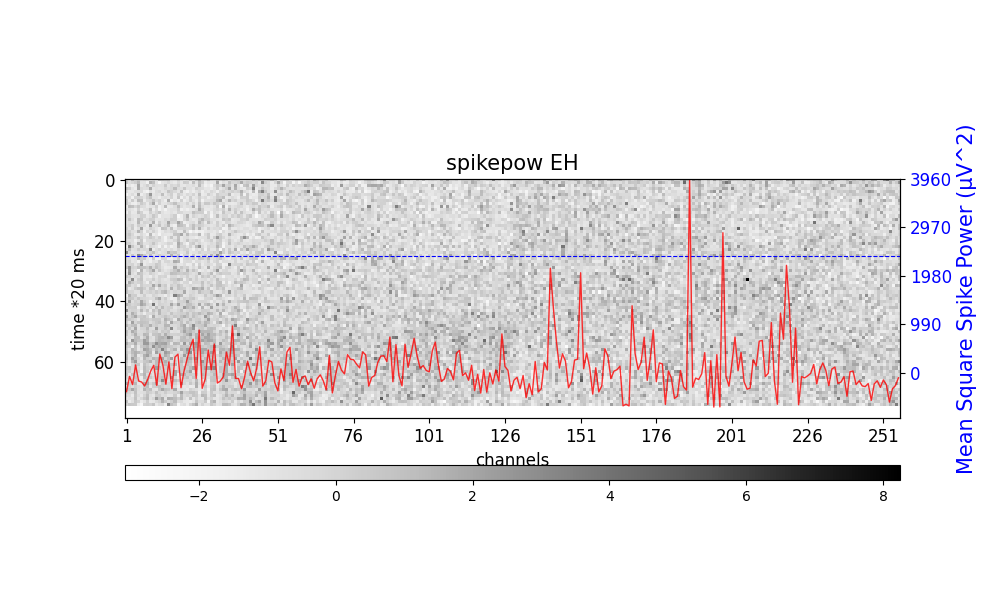 spikepow EH
0
20
40
60
time *20 ms
3960
2970
1980
990
0
Mean Square Spike Power (μV^2)
1 26 51 76 101 126 151 176 201 226 251
channels
−2 0 2 4 6 8